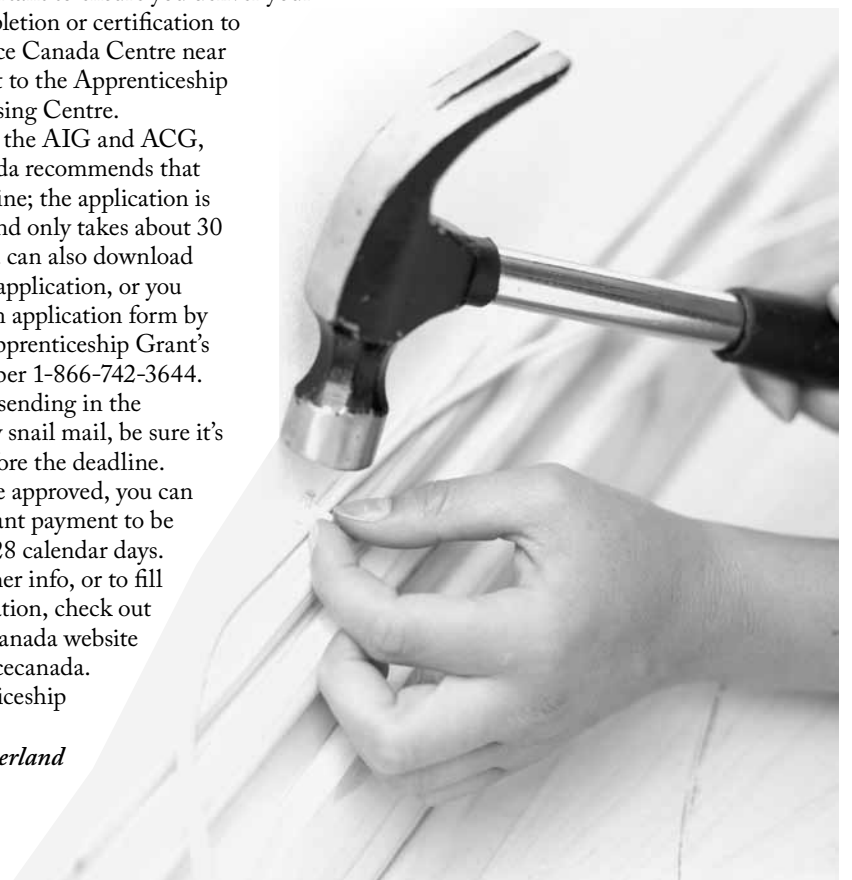 pletion or certification to
ce Canada Centre near
t to the Apprenticeship
sing Centre.
the AIG and ACG,
da recommends that
ine; the application is
nd only takes about 30
can also download
application, or you
n application form by
pprenticeship Grant's
ber 1-866-742-3644.
sending in the
y snail mail, be sure it's
ore the deadline.
e approved, you can
ant payment to be
28 calendar days.
her info, or to fill
ation, check out
anada website
cecanada.
iceship
erland